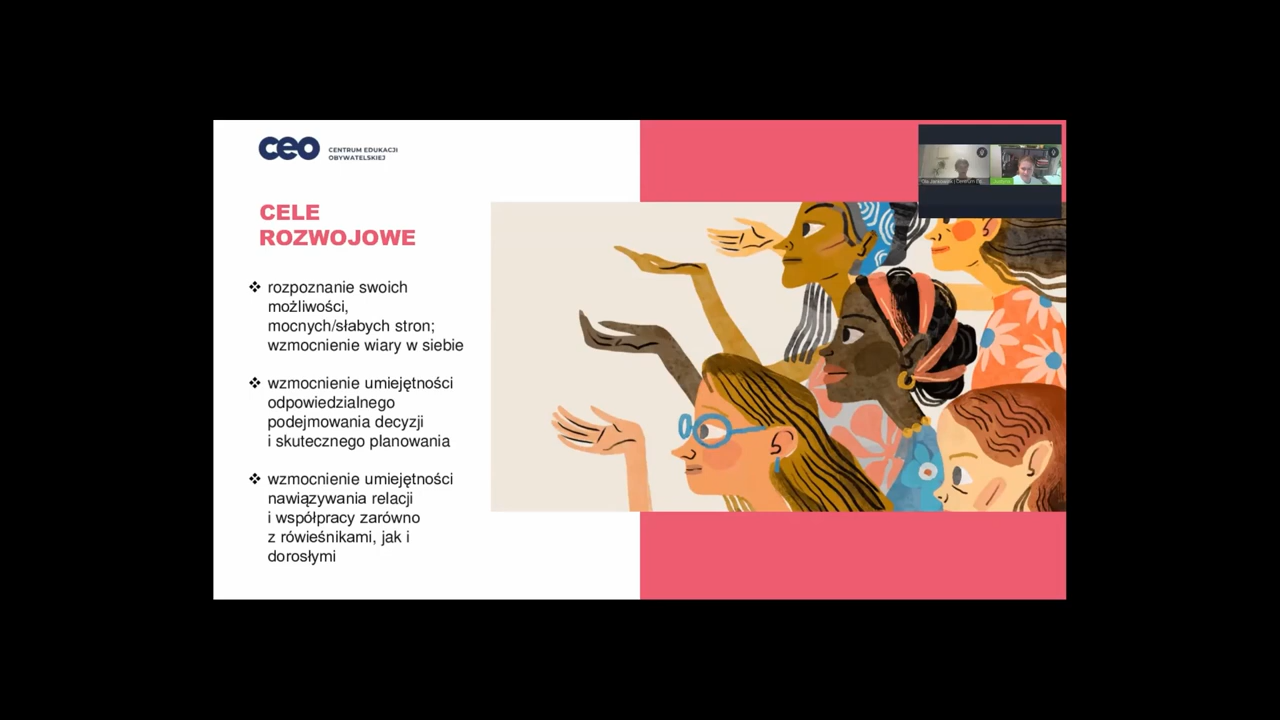 ceo
CENTRUM EDUKACJI
OBYWATELSKIEJ
CELE
ROZWOJOWE
❖ rozpoznanie swoich
możliwości,
mocnych/słabych stron;
wzmocnienie wiary w siebie
❖ wzmocnienie umiejętności
odpowiedzialnego
podejmowania decyzji
i skutecznego planowania
❖ wzmocnienie umiejętności
nawiązywania relacji
i współpracy zarówno
z rówieśnikami, jak i
dorosłymi